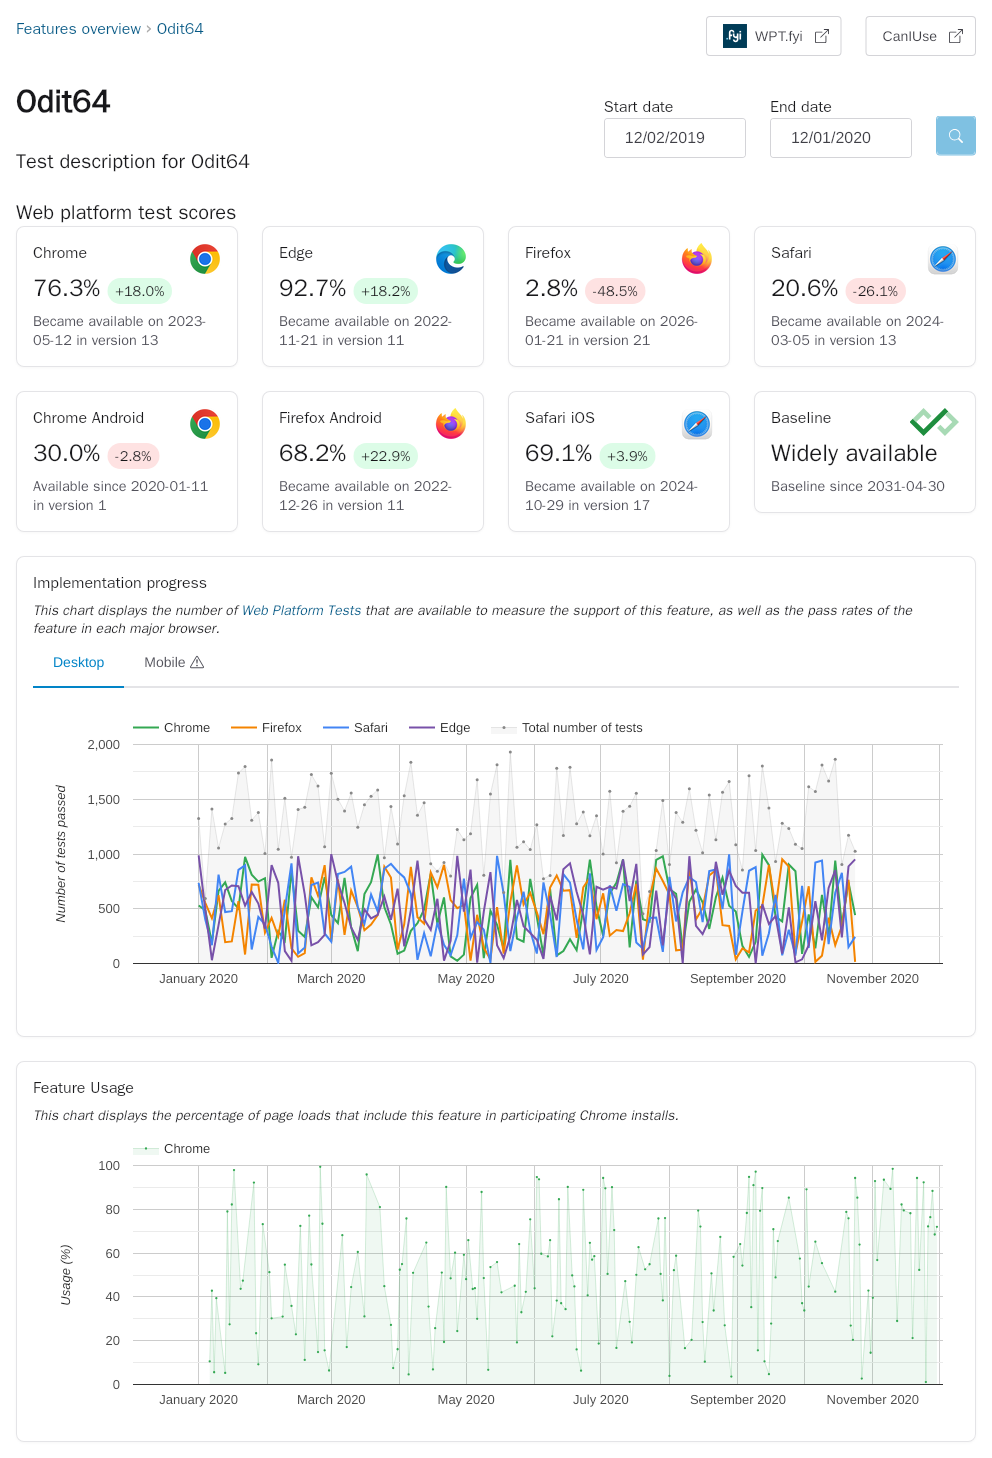 Features overview › Odit64
.fyi WPT.fyi
CanIUse
Odit64
Start date
End date
12/02/2019
12/01/2020
Test description for Odit64
Web platform test scores
Chrome
76.3% +18.0%
Became available on 2023-
05-12 in version 13
Edge
92.7% +18.2%
Became available on 2022-
11-21 in version 11
Firefox
2.8% -48.5%
Became available on 2026-
01-21 in version 21
Safari
20.6% -26.1%
Became available on 2024-
03-05 in version 13
Chrome Android
30.0% -2.8%
Available since 2020-01-11
in version 1
Firefox Android
68.2% +22.9%
Became available on 2022-
12-26 in version 11
Safari iOS
69.1% +3.9%
Became available on 2024-
10-29 in version 17
Baseline
Widely available
Baseline since 2031-04-30
Implementation progress
This chart displays the number of Web Platform Tests that are available to measure the support of this feature, as well as the pass rates of the
feature in each major browser.
Desktop Mobile
Chrome Firefox Safari Edge Total number of tests
Number of tests passed
2,000
1,500
1,000
500
0
January 2020 March 2020 May 2020 July 2020 September 2020 November 2020
Feature Usage
This chart displays the percentage of page loads that include this feature in participating Chrome installs.
Chrome
Usage (%)
100
80
60
40
20
0
January 2020 March 2020 May 2020 July 2020 September 2020 November 2020